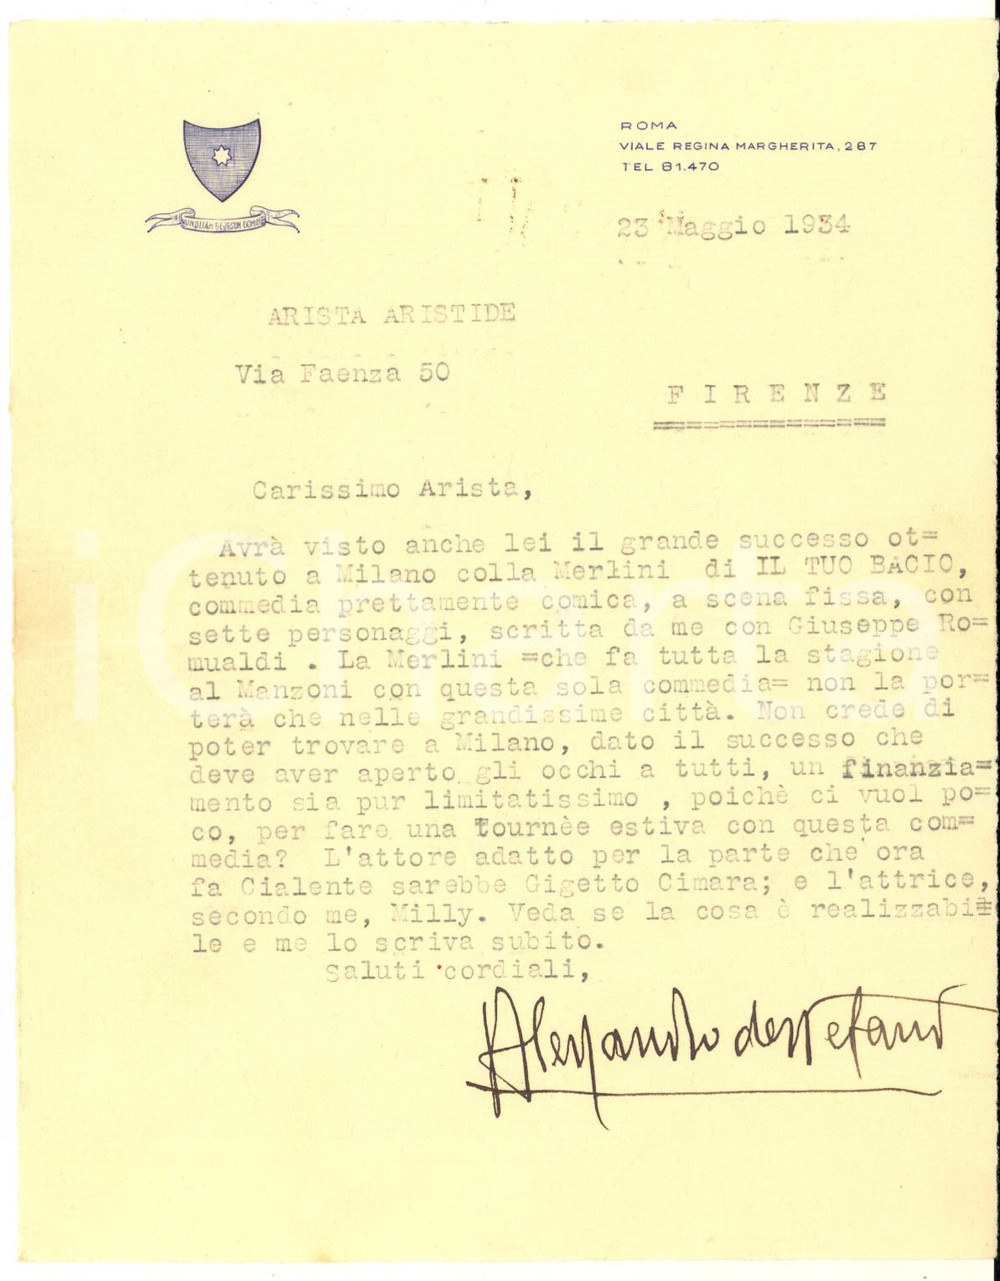 ROMA
VIALE REGINA MARGHERITA, 287
TEL 81.470
23 Maggio 1934
ARISTA ARISTIDE
Via Faenza 50
F I R E N Z E
================
Carissimo Arista,
Avrà visto anche lei il grande successo ot=
tenuto a Milano colla Merlini di IL TUO BACIO,
commedia prettamente comica, a scena fissa, con
sette personaggi, scritta da me con Giuseppe Ro=
mualdi . La Merlini =che fa tutta la stagione
al Manzoni con questa sola commedia= non la por=
terà che nelle grandissime città. Non crede di
poter trovare a Milano, dato il successo che
deve aver aperto gli occhi a tutti, un finanzia=
mento sia pur limitatissimo , poichè ci vuol po=
co, per fare una tournèe estiva con questa com=
media? L'attore adatto per la parte che ora
fa Cialente sarebbe Gigetto Cimara; e l'attrice,
secondo me, Milly. Veda se la cosa è realizzabi=
le e me lo scriva subito.
Saluti cordiali,
Alessandro de Stefani